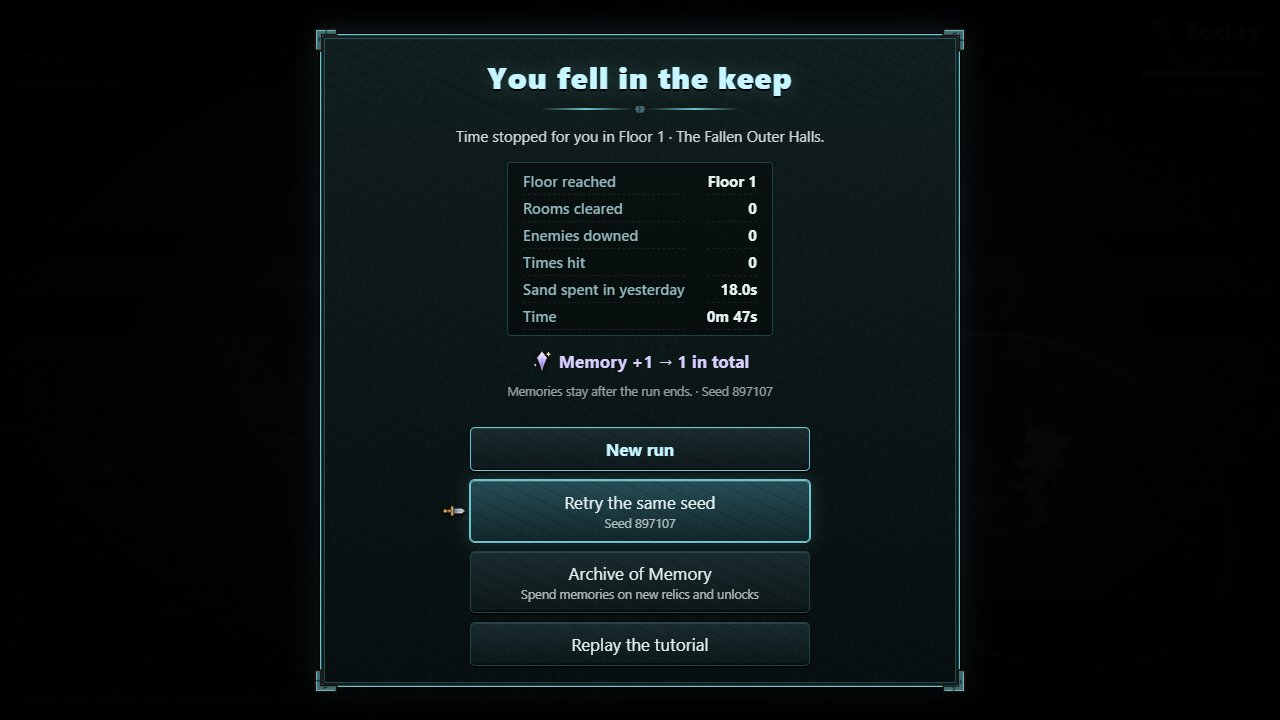 Today
You fell in the keep
Time stopped for you in Floor 1 · The Fallen Outer Halls.
Floor reached Floor 1
Rooms cleared 0
Enemies downed 0
Times hit 0
Sand spent in yesterday 18.0s
Time 0m 47s
Memory +1 → 1 in total
Memories stay after the run ends. · Seed 897107
New run
Retry the same seed
Seed 897107
Archive of Memory
Spend memories on new relics and unlocks
Replay the tutorial